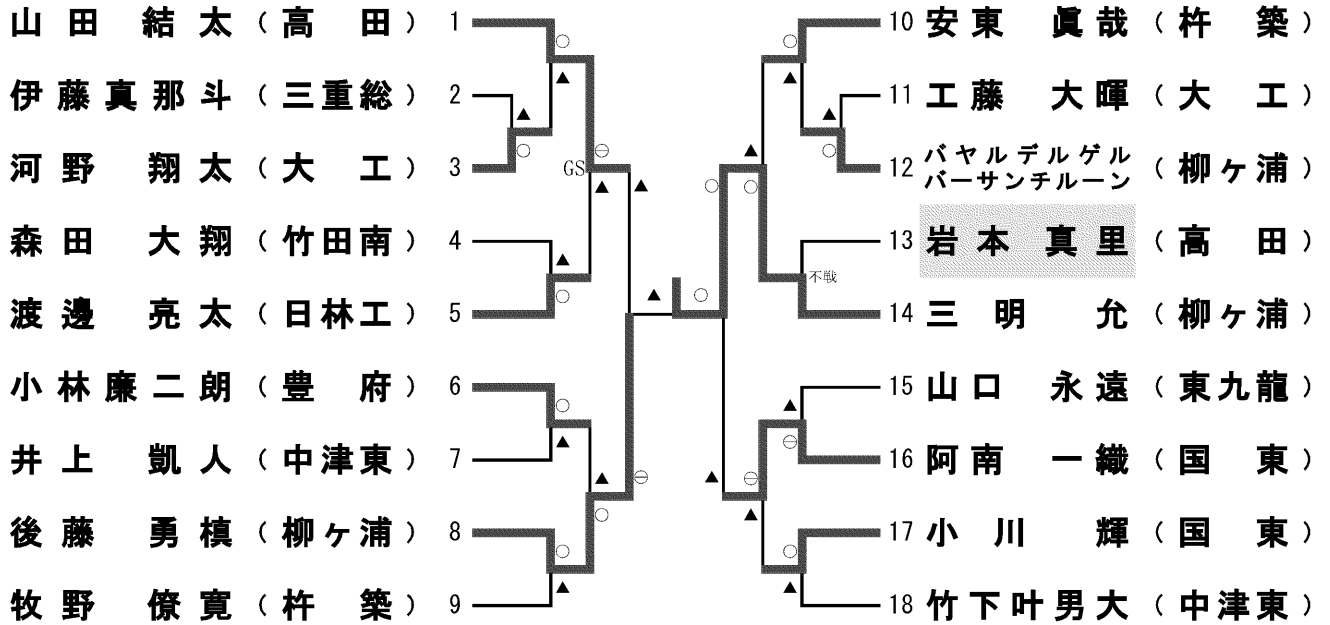 山田 結太（高 田）1
伊藤真那斗（三重総）2
河野 翔太（大 工）3
森田 大翔（竹田南）4
渡邊 亮太（日林工）5
小林廉二朗（豊 府）6
井上 凱人（中津東）7
後藤 勇槙（柳ヶ浦）8
牧野 僚寛（杵 築）9
GS
10 安東 眞哉（杵 築）
11 工藤 大暉（大 工）
12 バヤルデルゲル
バーサンチルーン（柳ヶ浦）
13 岩本 真里（高 田）
不戦
14 三明 允（柳ヶ浦）
15 山口 永遠（東九龍）
16 阿南 一織（国 東）
17 小川 輝（国 東）
18 竹下叶男大（中津東）